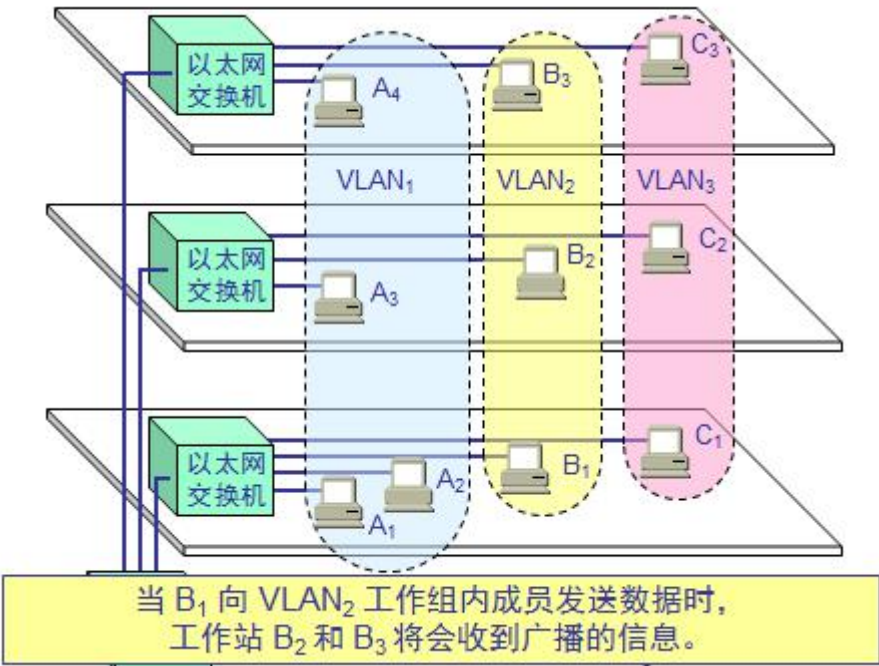 以太网
交换机
A₄
B₃
C₃
VLAN₁
VLAN₂
VLAN₃
以太网
交换机
A₃
B₂
C₂
以太网
交换机
A₁
A₂
B₁
C₁
当 B₁ 向 VLAN₂ 工作组内成员发送数据时，
工作站 B₂ 和 B₃ 将会收到广播的信息。